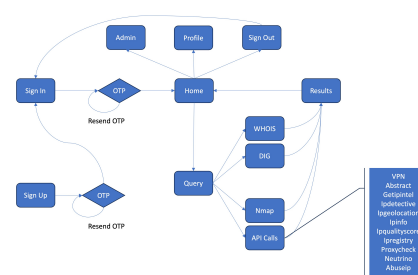 Admin
Profile
Sign Out
Sign In
OTP
Home
Results
Resend OTP
WHOIS
DIG
Query
Sign Up
OTP
Nmap
Resend OTP
API Calls
VPN
Abstract
Getipintel
Ipdetective
Ipgeolocation
Ipinfo
Ipqualityscore
Ipregistry
Proxycheck
Neutrino
Abuseip